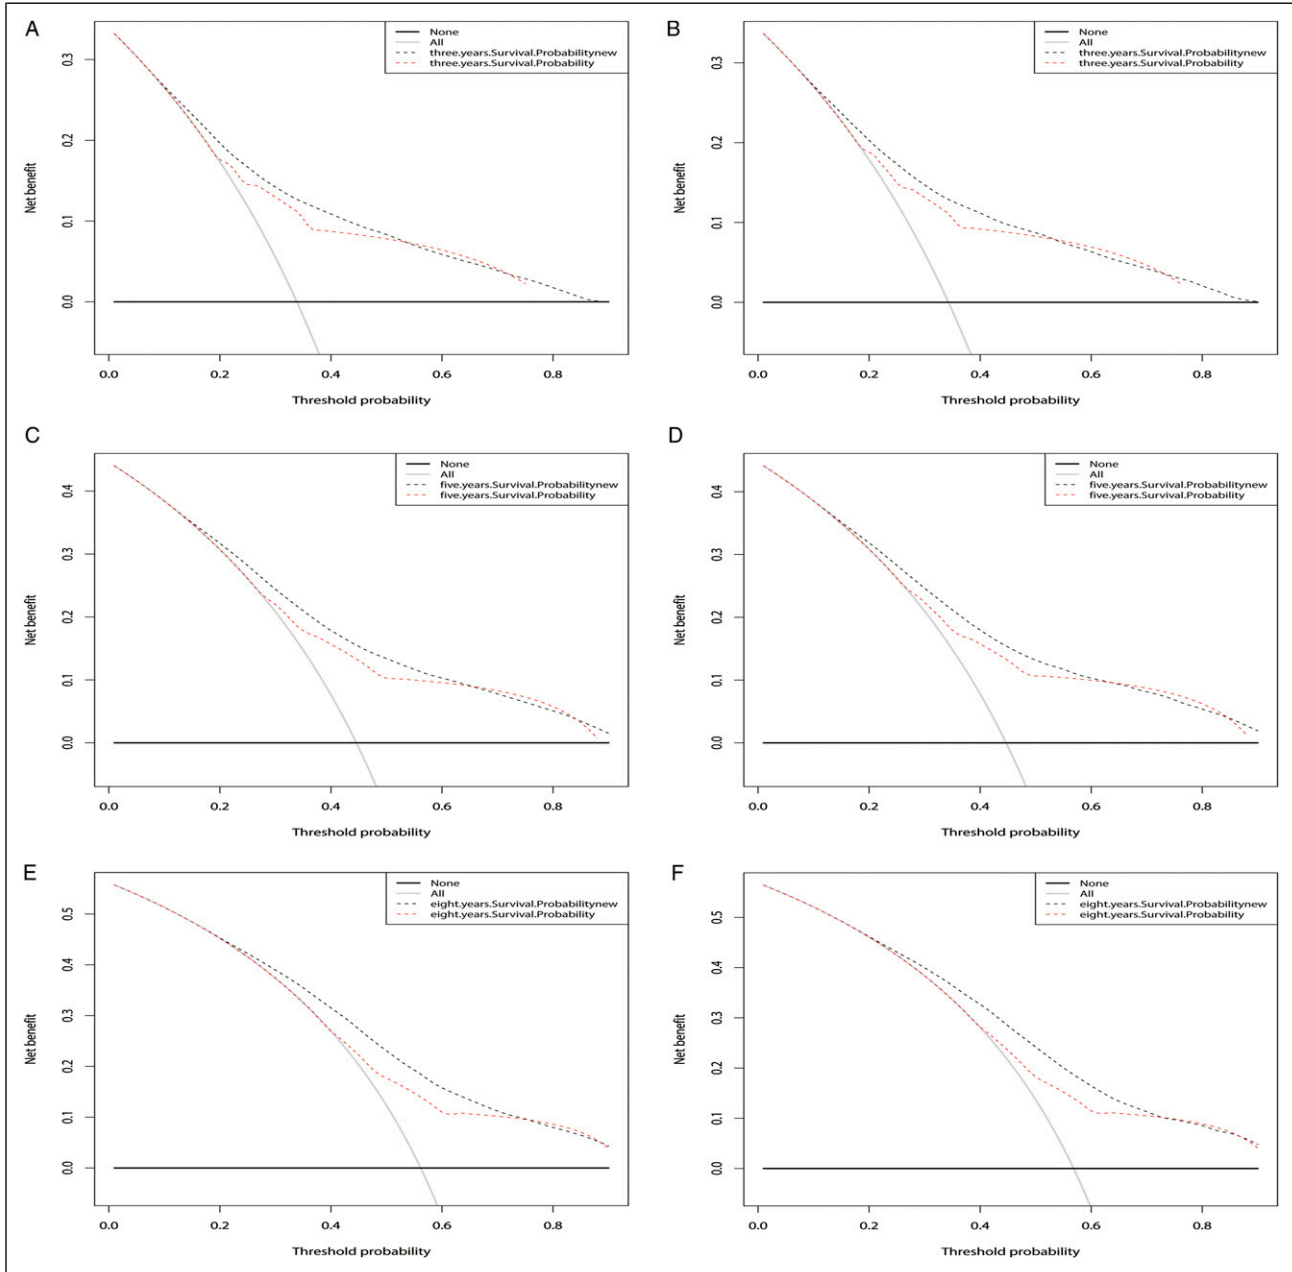 A
None
All
three.years.Survival.Probabilitynew
three.years.Survival.Probability
Net benefit
0.3
0.2
0.1
0.0
0.0 0.2 0.4 0.6 0.8
Threshold probability
B
None
All
three.years.Survival.Probabilitynew
three.years.Survival.Probability
Net benefit
0.3
0.2
0.1
0.0
0.0 0.2 0.4 0.6 0.8
Threshold probability
C
None
All
five.years.Survival.Probabilitynew
five.years.Survival.Probability
Net benefit
0.4
0.3
0.2
0.1
0.0
0.0 0.2 0.4 0.6 0.8
Threshold probability
D
None
All
five.years.Survival.Probabilitynew
five.years.Survival.Probability
Net benefit
0.4
0.3
0.2
0.1
0.0
0.0 0.2 0.4 0.6 0.8
Threshold probability
E
None
All
eight.years.Survival.Probabilitynew
eight.years.Survival.Probability
Net benefit
0.5
0.4
0.3
0.2
0.1
0.0
0.0 0.2 0.4 0.6 0.8
Threshold probability
F
None
All
eight.years.Survival.Probabilitynew
eight.years.Survival.Probability
Net benefit
0.5
0.4
0.3
0.2
0.1
0.0
0.0 0.2 0.4 0.6 0.8
Threshold probability